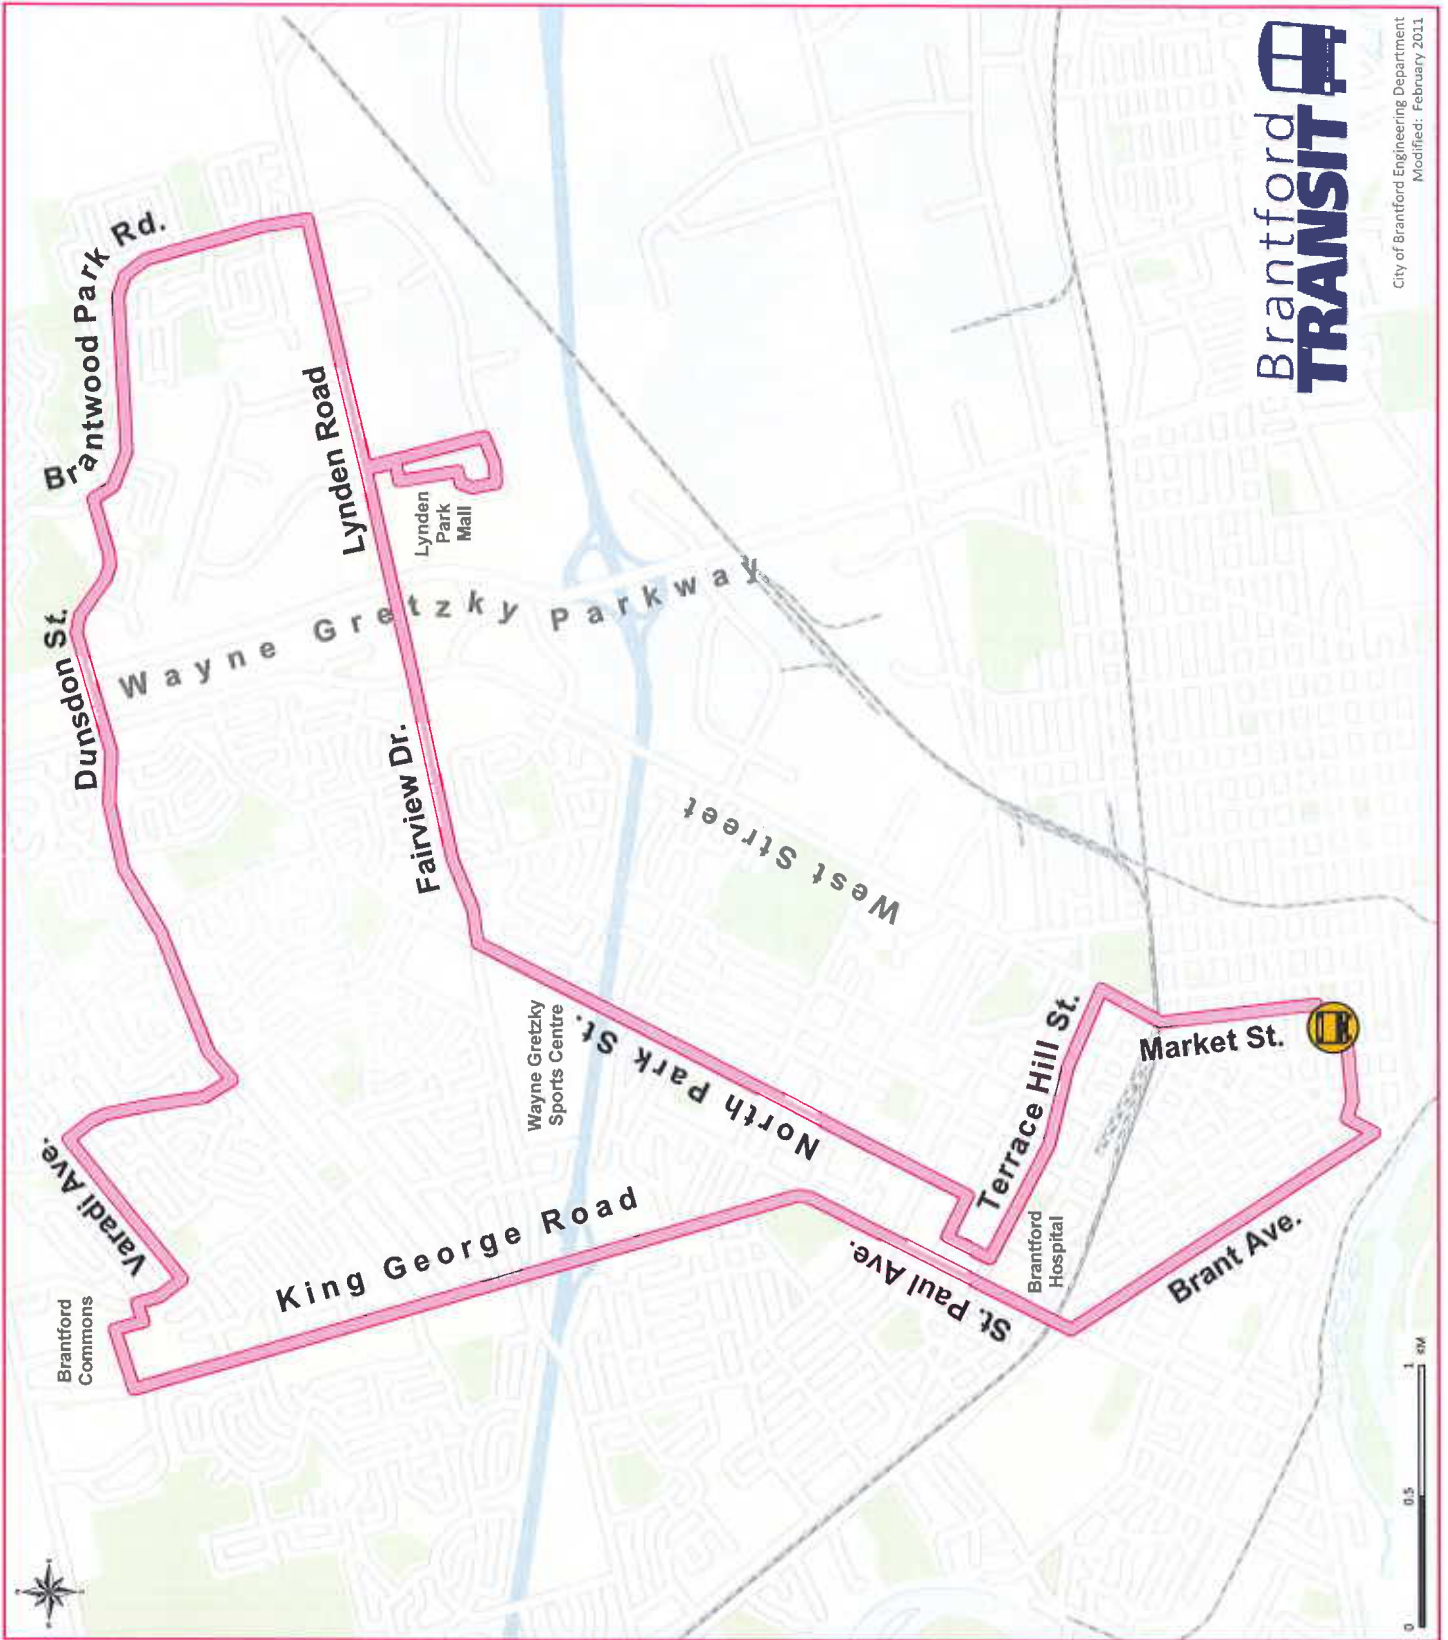 Brantwood Park Rd.
Dunsdon St.
Lynden Road
Lynden
Park
Mall
Wayne Gretzky Parkway
Fairview Dr.
West Street
Wayne Gretzky
Sports Centre
North Park St.
Varadi Ave.
Brantford
Commons
King George Road
St. Paul Ave.
Terrace Hill St.
Brantford
Hospital
Market St.
Brant Ave.
0 0.5 1 KM
Brantford
TRANSIT
City of Brantford Engineering Department
Modified: February 2011